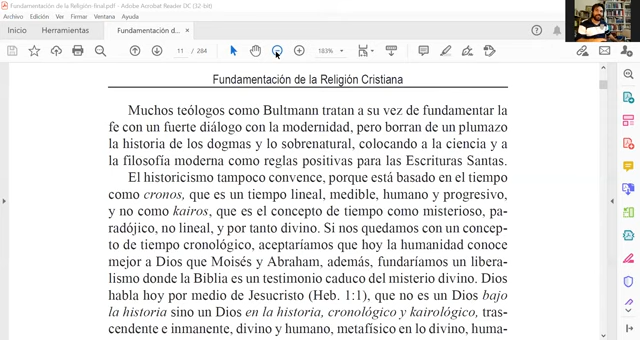 Fundamentación de la Religión-final.pdf - Adobe Acrobat Reader DC (32-bit)
Archivo Edición Ver Firmar Ventana Ayuda
Inicio Herramientas Fundamentación d... ×
11 / 284 183%
Fundamentación de la Religión Cristiana
Muchos teólogos como Bultmann tratan a su vez de fundamentar la
fe con un fuerte diálogo con la modernidad, pero borran de un plumazo
la historia de los dogmas y lo sobrenatural, colocando a la ciencia y a
la filosofía moderna como reglas positivas para las Escrituras Santas.
El historicismo tampoco convence, porque está basado en el tiempo
como cronos, que es un tiempo lineal, medible, humano y progresivo,
y no como kairos, que es el concepto de tiempo como misterioso, pa-
radójico, no lineal, y por tanto divino. Si nos quedamos con un concep-
to de tiempo cronológico, aceptaríamos que hoy la humanidad conoce
mejor a Dios que Moisés y Abraham, además, fundaríamos un libera-
lismo donde la Biblia es un testimonio caduco del misterio divino. Dios
habla hoy por medio de Jesucristo (Heb. 1:1), que no es un Dios bajo
la historia sino un Dios en la historia, cronológico y kairológico, tras-
cendente e inmanente, divino y humano, metafísico en lo divino, huma-